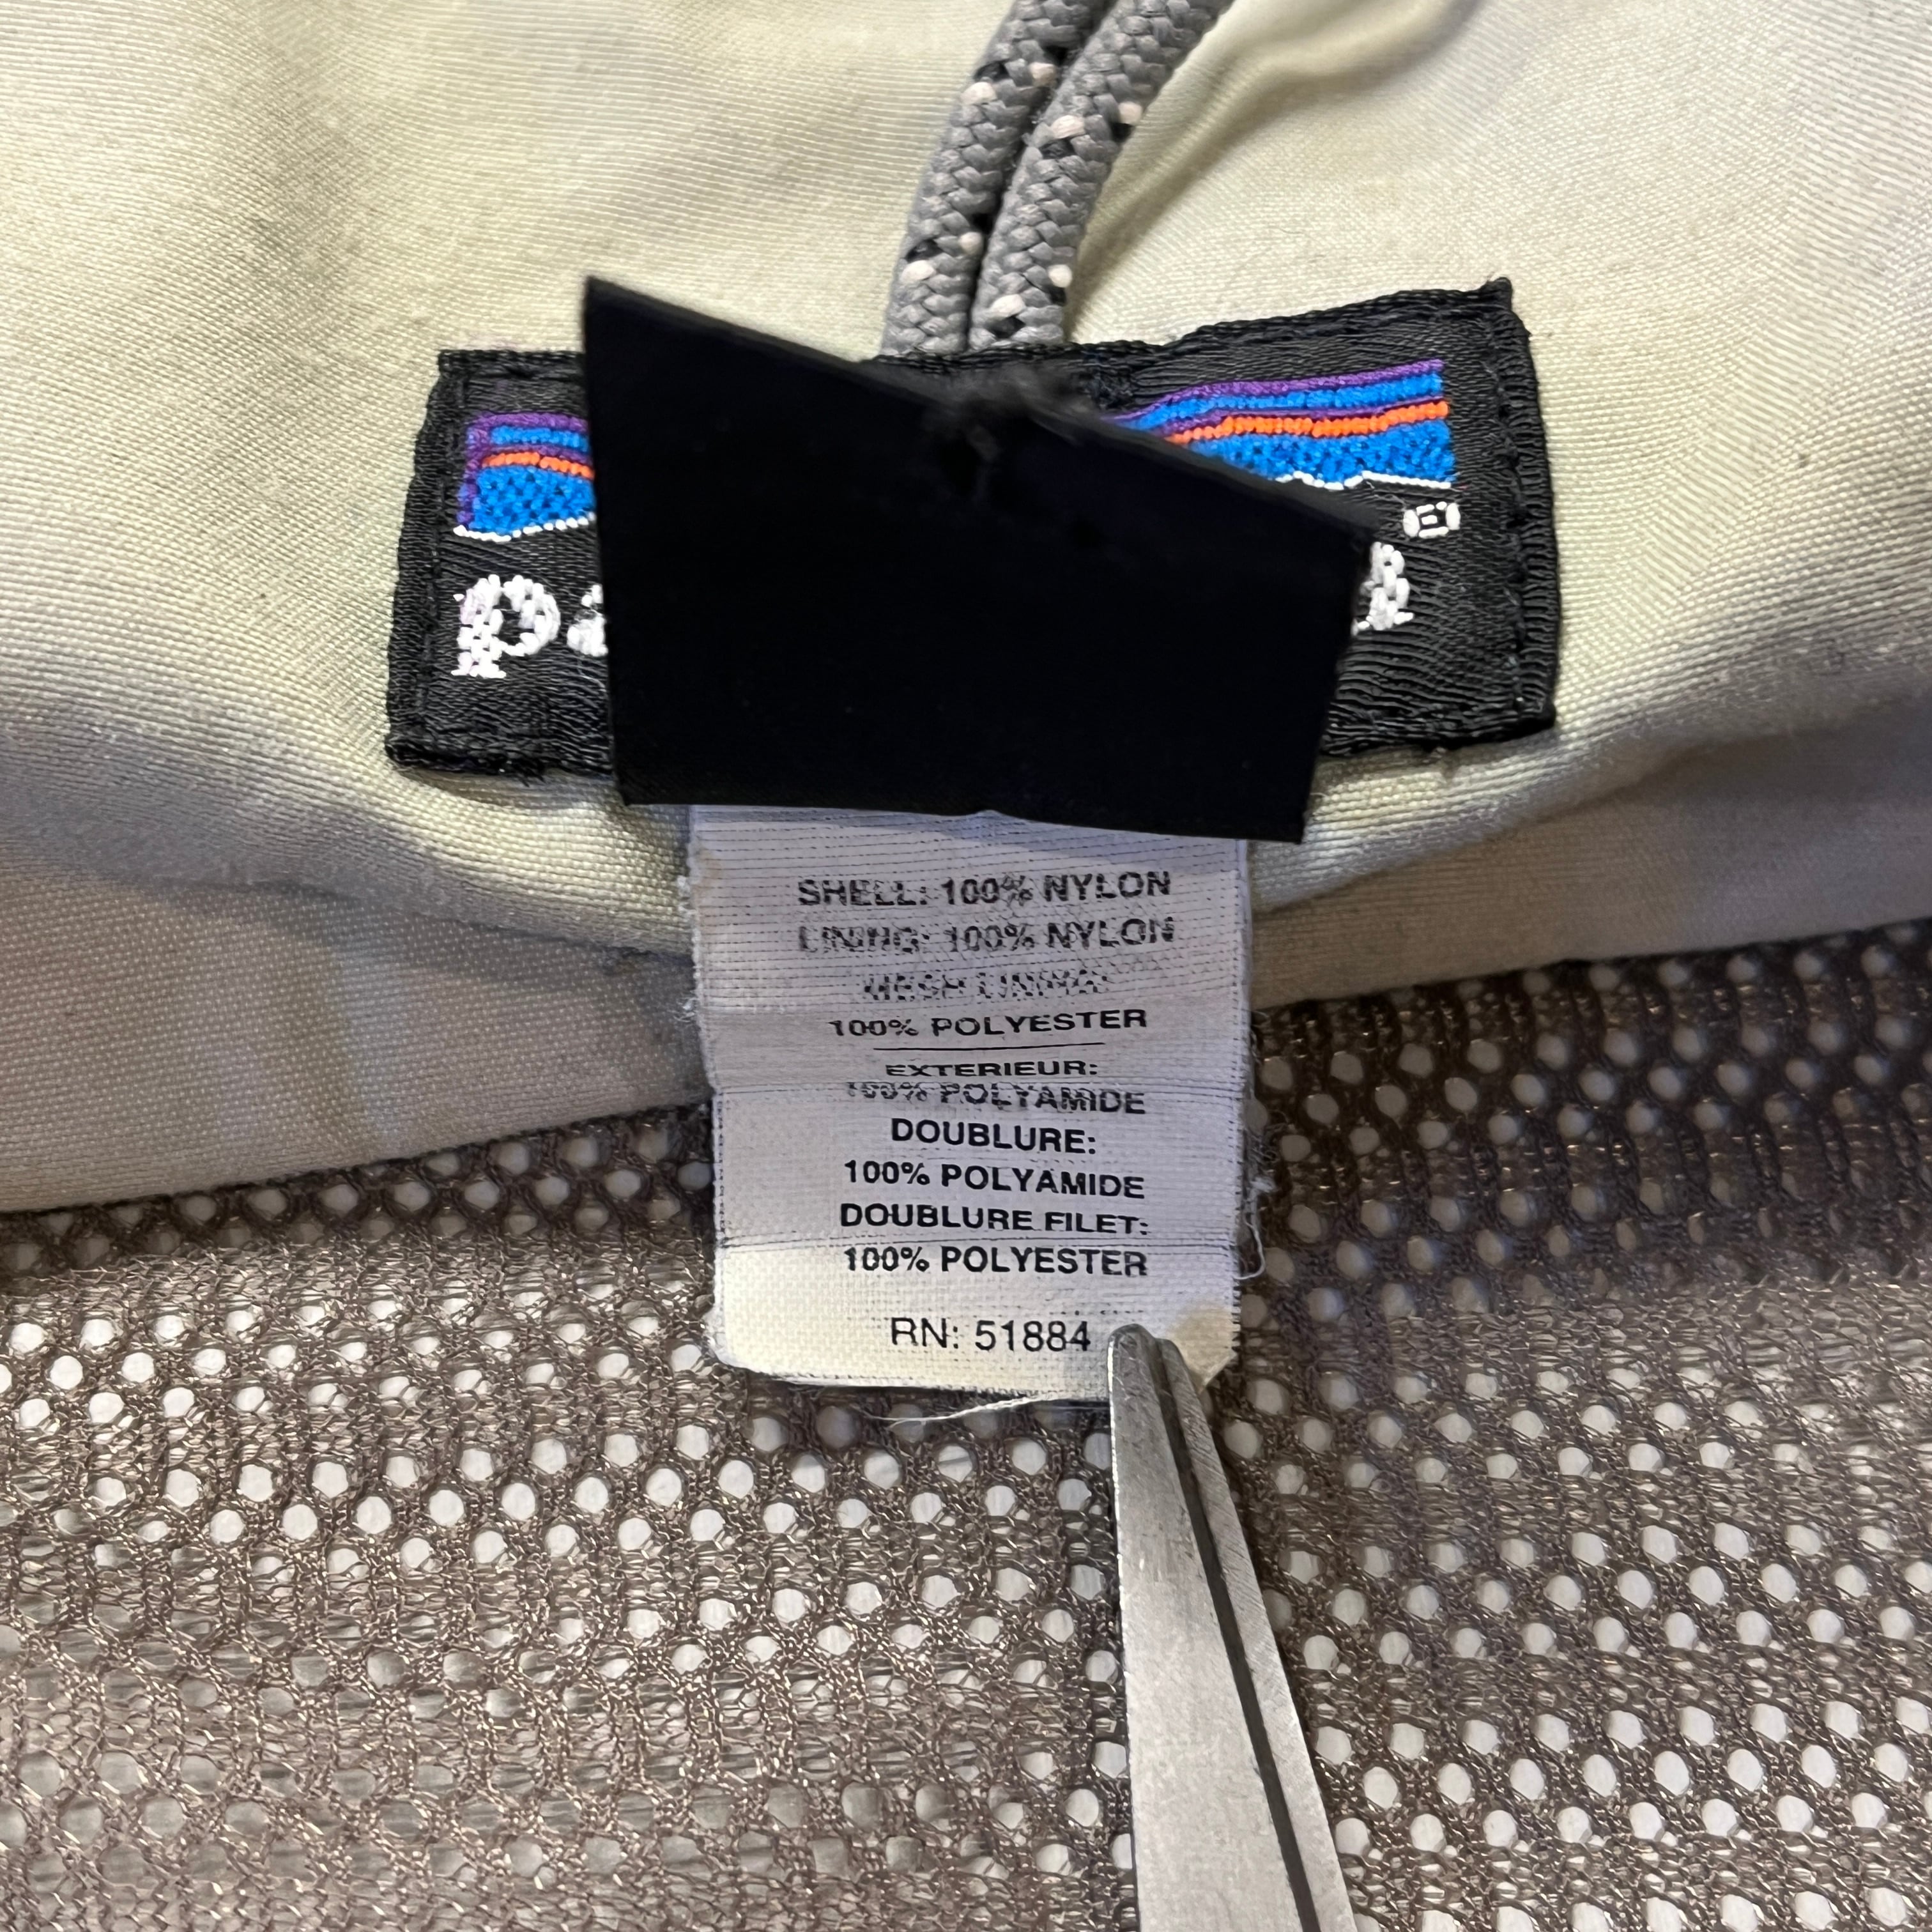 pa a
SHELL: 100% NYLON
LINING: 100% NYLON
MESH LINING:
100% POLYESTER
EXTERIEUR:
100% POLYAMIDE
DOUBLURE:
100% POLYAMIDE
DOUBLURE FILET:
100% POLYESTER
RN: 51884